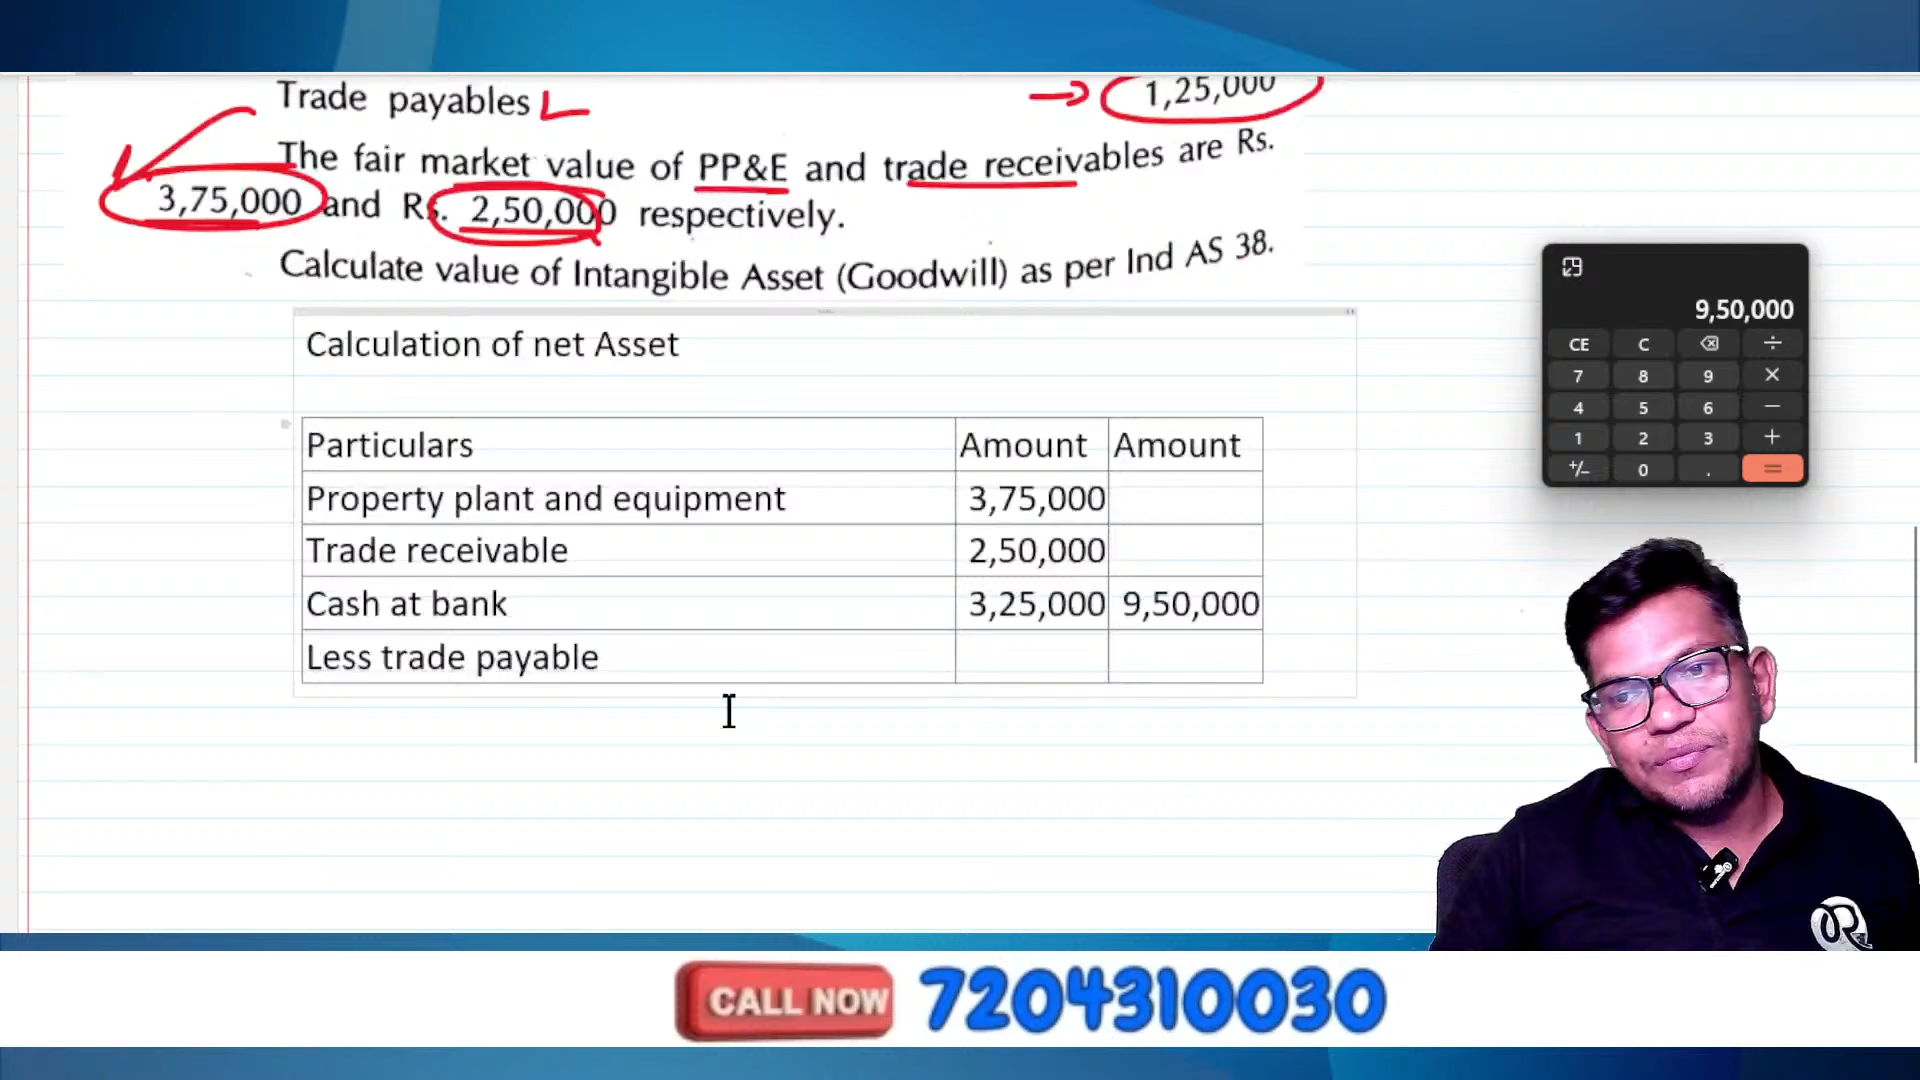 Trade payables 1,25,000
The fair market value of PP&E and trade receivables are Rs.
3,75,000 and Rs. 2,50,000 respectively.
Calculate value of Intangible Asset (Goodwill) as per Ind AS 38.
Calculation of net Asset
Particulars Amount Amount
Property plant and equipment 3,75,000
Trade receivable 2,50,000
Cash at bank 3,25,000 9,50,000
Less trade payable
9,50,000
CE C ⌫ ÷
7 8 9 ×
4 5 6 −
1 2 3 +
+/− 0 . =
CALL NOW 7204310030